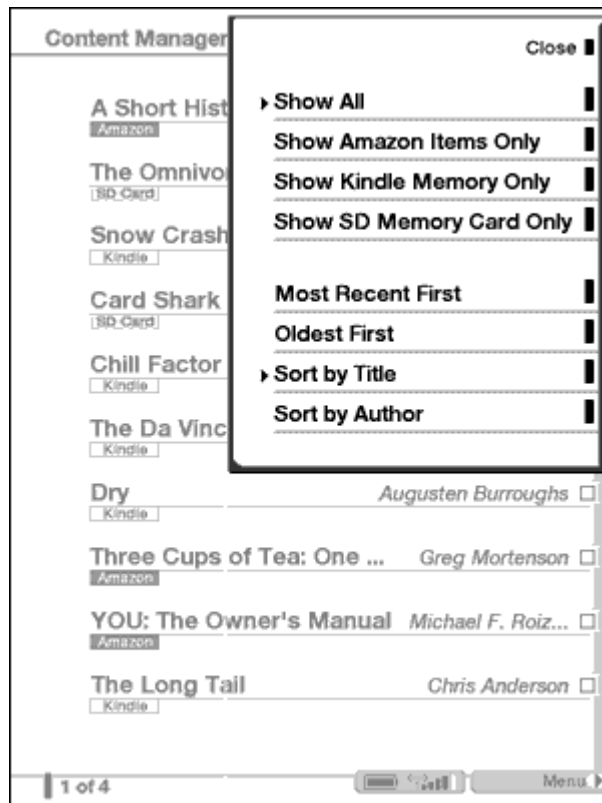 Content Manager
Close
A Short Hist
Amazon
Show All
Show Amazon Items Only
The Omnivo
SD Card
Show Kindle Memory Only
Snow Crash
Kindle
Show SD Memory Card Only
Card Shark
SD Card
Most Recent First
Oldest First
Chill Factor
Kindle
Sort by Title
The Da Vinc
Kindle
Sort by Author
Dry Augusten Burroughs
Kindle
Three Cups of Tea: One ... Greg Mortenson
Amazon
YOU: The Owner's Manual Michael F. Roiz...
Amazon
The Long Tail Chris Anderson
Kindle
1 of 4 Menu